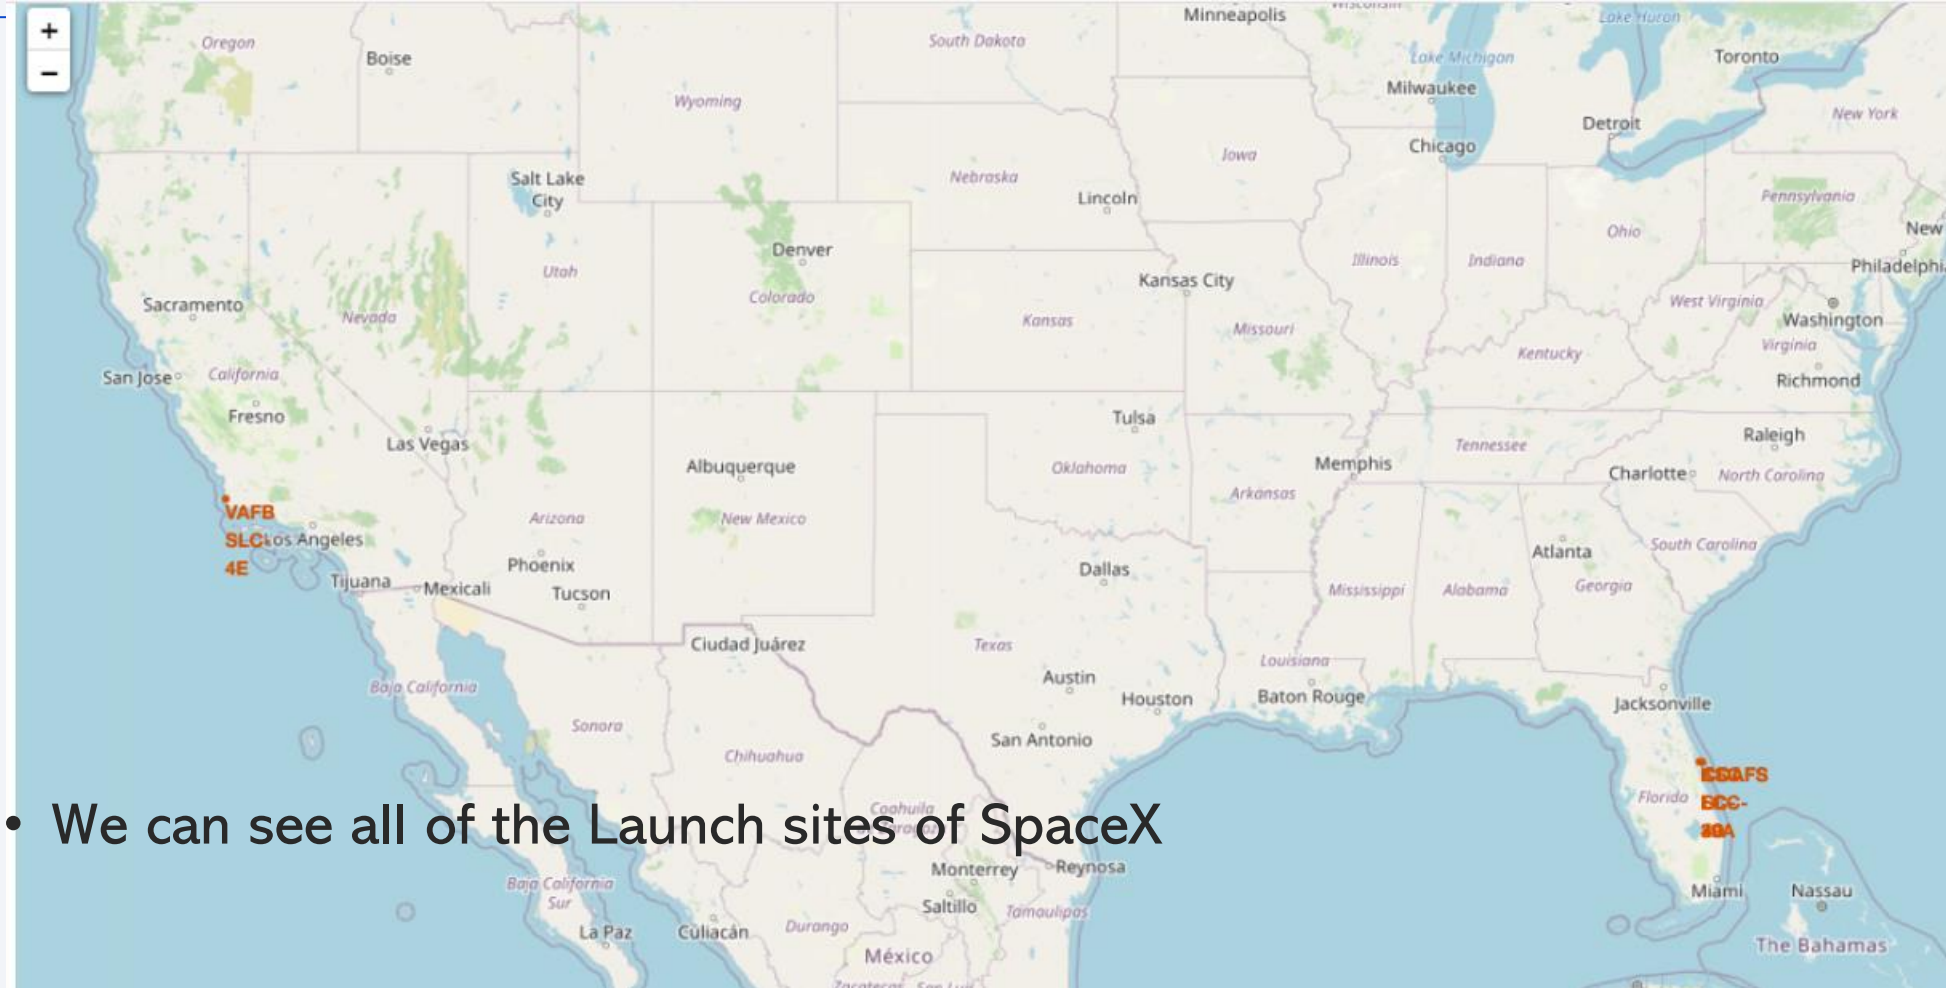 +
−
Oregon
Boise
South Dakota
Minneapolis
Wisconsin
Lake Huron
Lake Michigan
Toronto
Wyoming
Milwaukee
New York
Detroit
Iowa
Chicago
Salt Lake
City
Nebraska
Lincoln
Pennsylvania
New
Ohio
Denver
Utah
Illinois
Indiana
Philadelphi
Kansas City
Colorado
West Virginia
Sacramento
Nevada
Kansas
Missouri
Washington
Virginia
Kentucky
San Jose
California
Richmond
Fresno
Las Vegas
Tulsa
Tennessee
Raleigh
Albuquerque
Oklahoma
Memphis
Charlotte
North Carolina
Arkansas
VAFB
SLC-
4E
Los Angeles
Arizona
New Mexico
Phoenix
Atlanta
South Carolina
Dallas
Tijuana
Mexicali
Tucson
Mississippi
Alabama
Georgia
Ciudad Juárez
Texas
Louisiana
Baja California
Austin
Houston
Baton Rouge
Jacksonville
Sonora
San Antonio
Chihuahua
Florida
Coahuila
• We can see all of the Launch sites of SpaceX
Monterrey
Reynosa
Baja California
Sur
Saltillo
Tamaulipas
Miami
Nassau
La Paz
Culiacán
Durango
México
The Bahamas